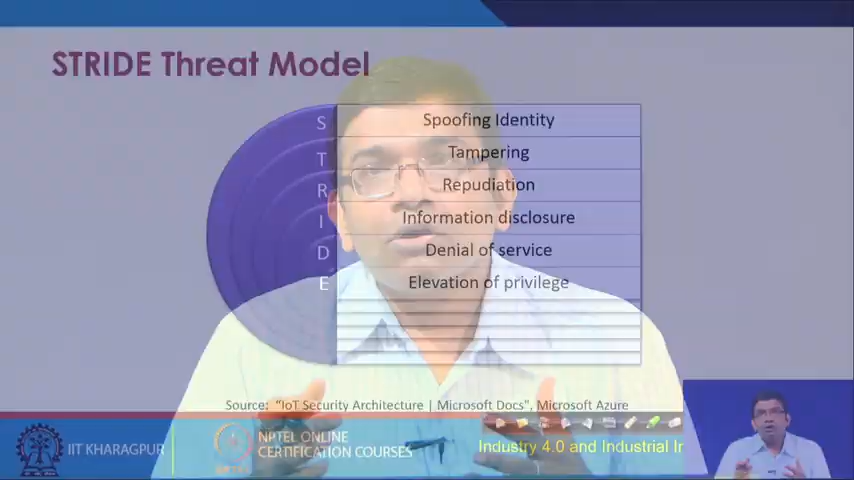 STRIDE Threat Model
S Spoofing Identity
T Tampering
R Repudiation
I Information disclosure
D Denial of service
E Elevation of privilege
Source: "IoT Security Architecture | Microsoft Docs", Microsoft Azure
IIT KHARAGPUR
NPTEL ONLINE
CERTIFICATION COURSES
Industry 4.0 and Industrial Ir